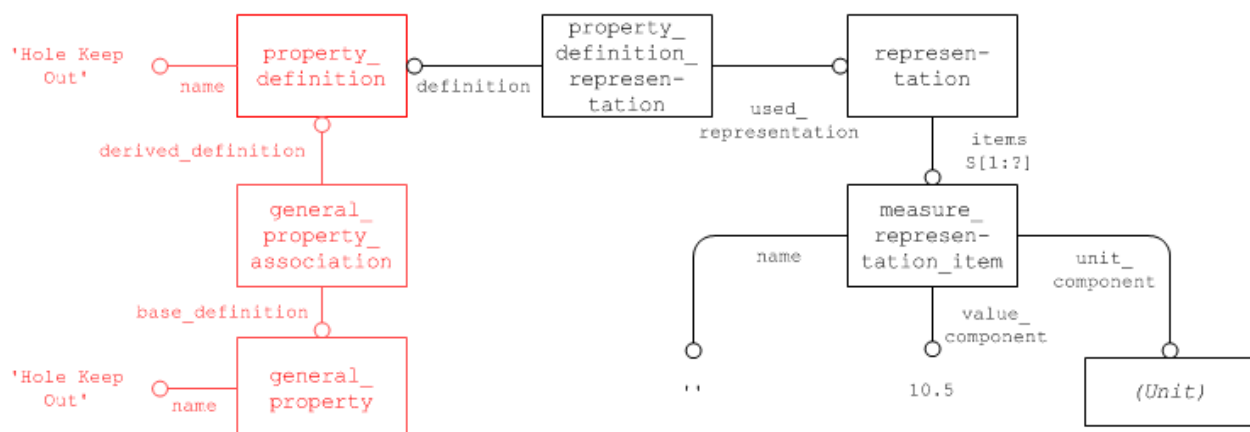 'Hole Keep
Out'
name
property_
definition
definition
property_
definition_
represen-
tation
used_
representation
represen-
tation
derived_definition
items
S[1:?]
general_
property_
association
name
measure_
represen-
tation_item
unit_
component
base_definition
value_
component
'Hole Keep
Out'
name
general_
property
''
10.5
(Unit)